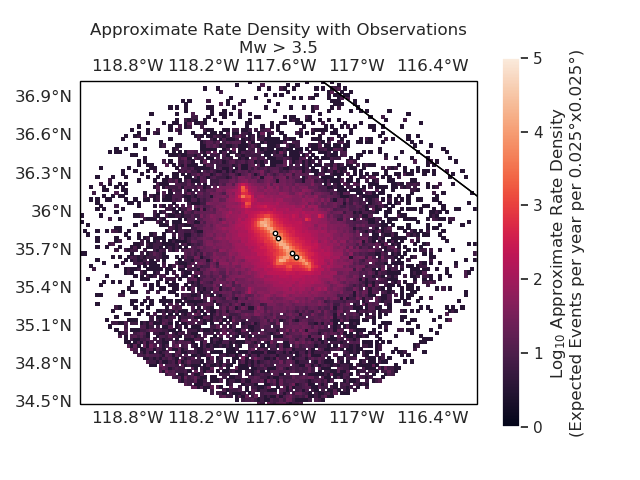 Approximate Rate Density with Observations
Mw > 3.5
118.8°W 118.2°W 117.6°W 117°W 116.4°W
36.9°N
36.6°N
36.3°N
36°N
35.7°N
35.4°N
35.1°N
34.8°N
34.5°N
118.8°W 118.2°W 117.6°W 117°W 116.4°W
5
4
3
2
1
0
Log₁₀ Approximate Rate Density
(Expected Events per year per 0.025°x0.025°)